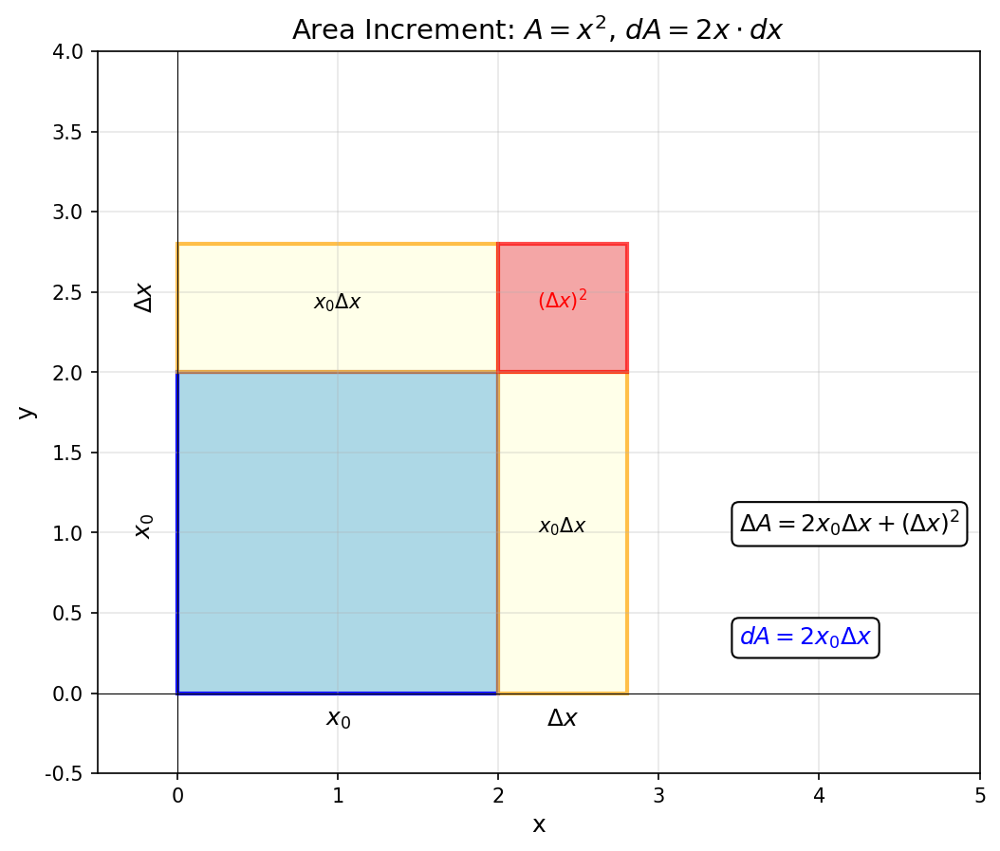 Area Increment: A = x², dA = 2x · dx
4.0
3.5
3.0
2.5
2.0
1.5
1.0
0.5
0.0
-0.5
y
Δx
x₀
x₀Δx
(Δx)²
x₀Δx
ΔA = 2x₀Δx + (Δx)²
dA = 2x₀Δx
x₀
Δx
0
1
2
3
4
5
x